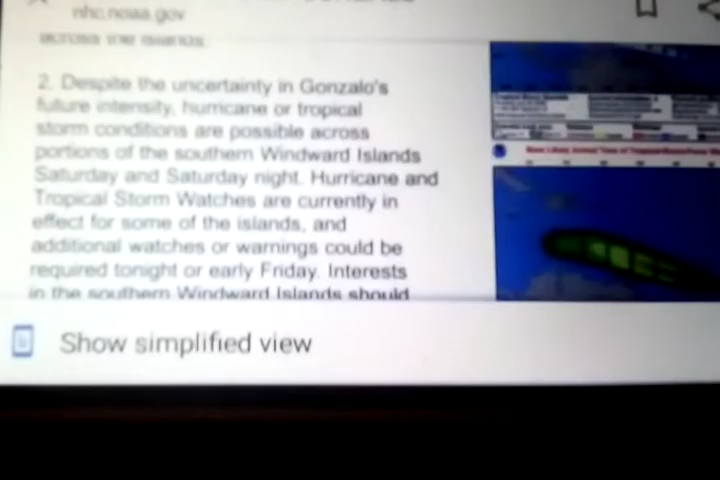 nhc.noaa.gov
across the islands.
2. Despite the uncertainty in Gonzalo's
future intensity, hurricane or tropical
storm conditions are possible across
portions of the southern Windward Islands
Saturday and Saturday night. Hurricane and
Tropical Storm Watches are currently in
effect for some of the islands, and
additional watches or warnings could be
required tonight or early Friday. Interests
in the southern Windward Islands should
Show simplified view